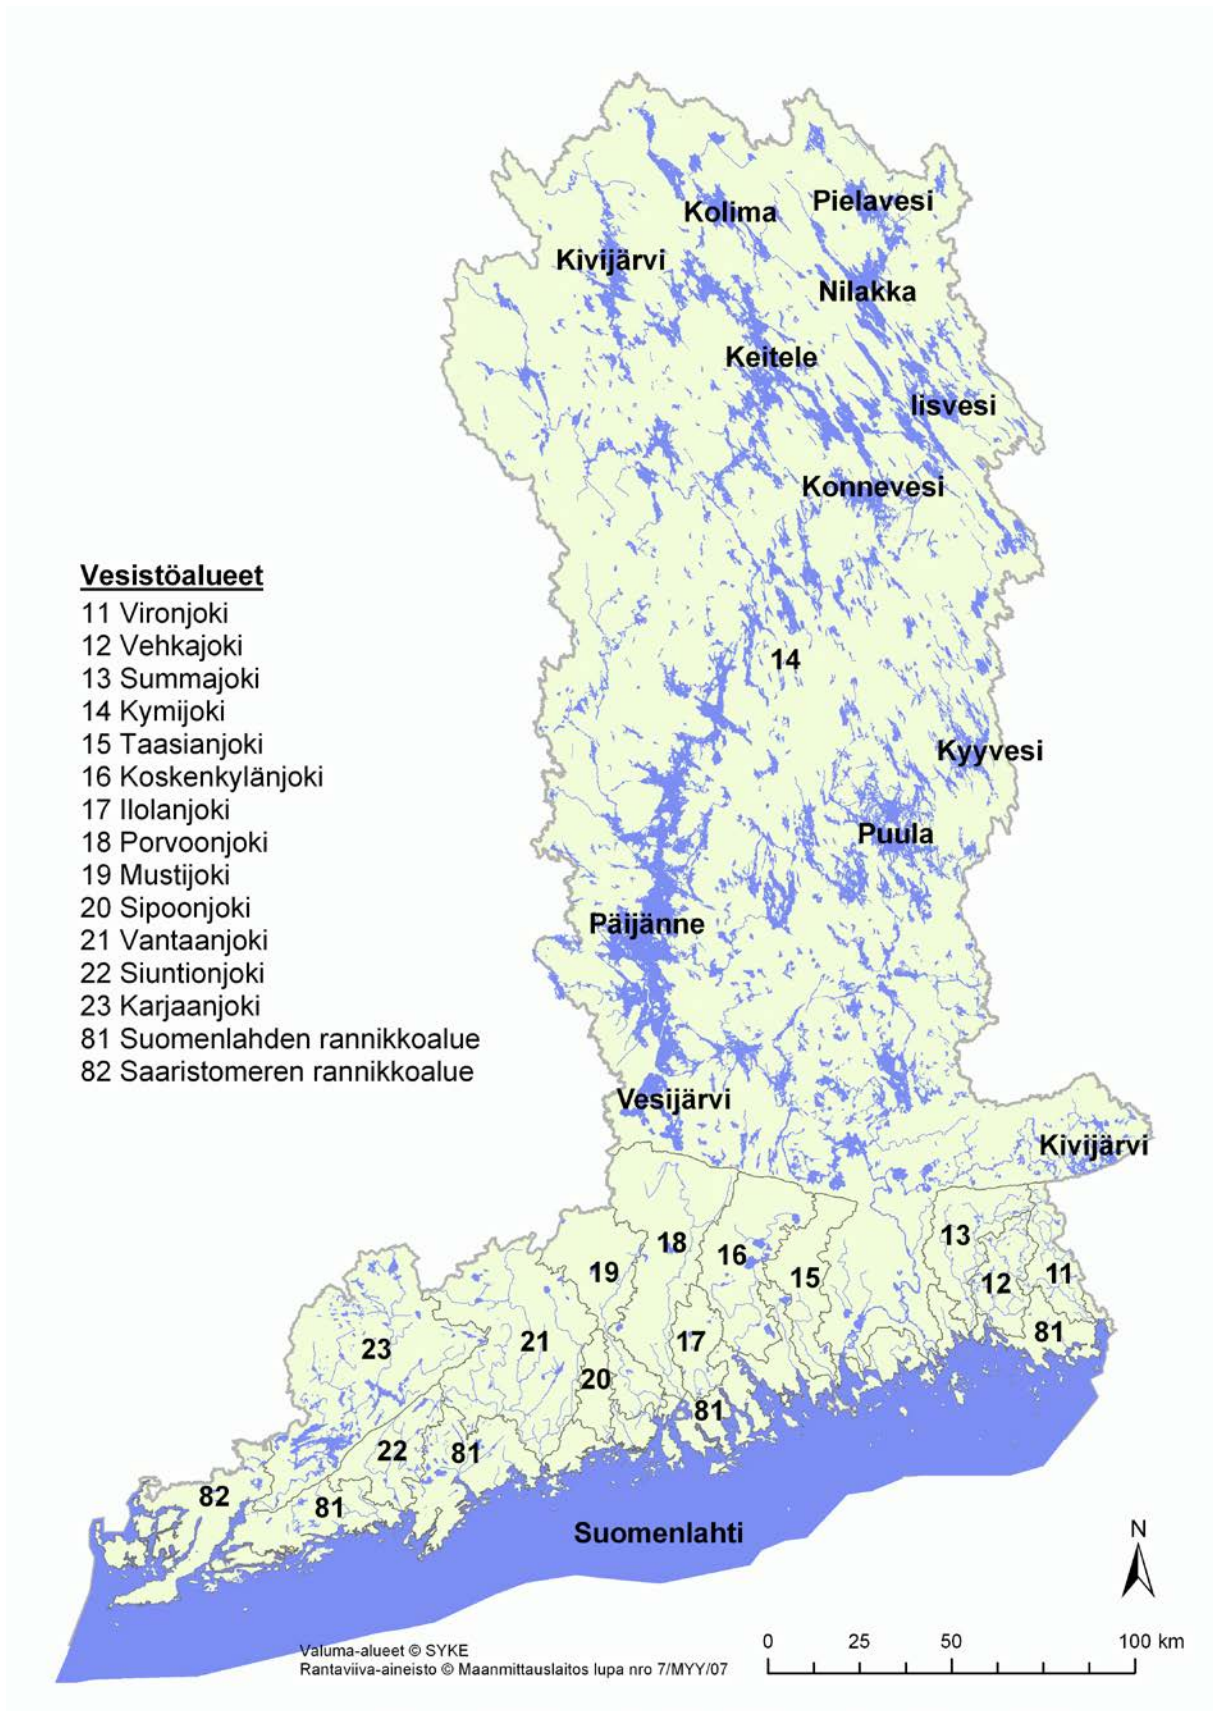 Kolima
Pielavesi
Kivijärvi
Nilakka
Keitele
Iisvesi
Konnevesi
Vesistöalueet
11 Vironjoki
12 Vehkajoki
13 Summajoki
14 Kymijoki
15 Taasianjoki
16 Koskenkylänjoki
17 Ilolanjoki
18 Porvoonjoki
19 Mustijoki
20 Sipoonjoki
21 Vantaanjoki
22 Siuntionjoki
23 Karjaanjoki
81 Suomenlahden rannikkoalue
82 Saaristomeren rannikkoalue
14
Kyyvesi
Puula
Päijänne
Vesijärvi
Kivijärvi
13
18
16
19
15
12
11
81
23
21
17
20
81
22
81
82
81
Suomenlahti
N
Valuma-alueet © SYKE
Rantaviiva-aineisto © Maanmittauslaitos lupa nro 7/MYY/07
0 25 50 100 km